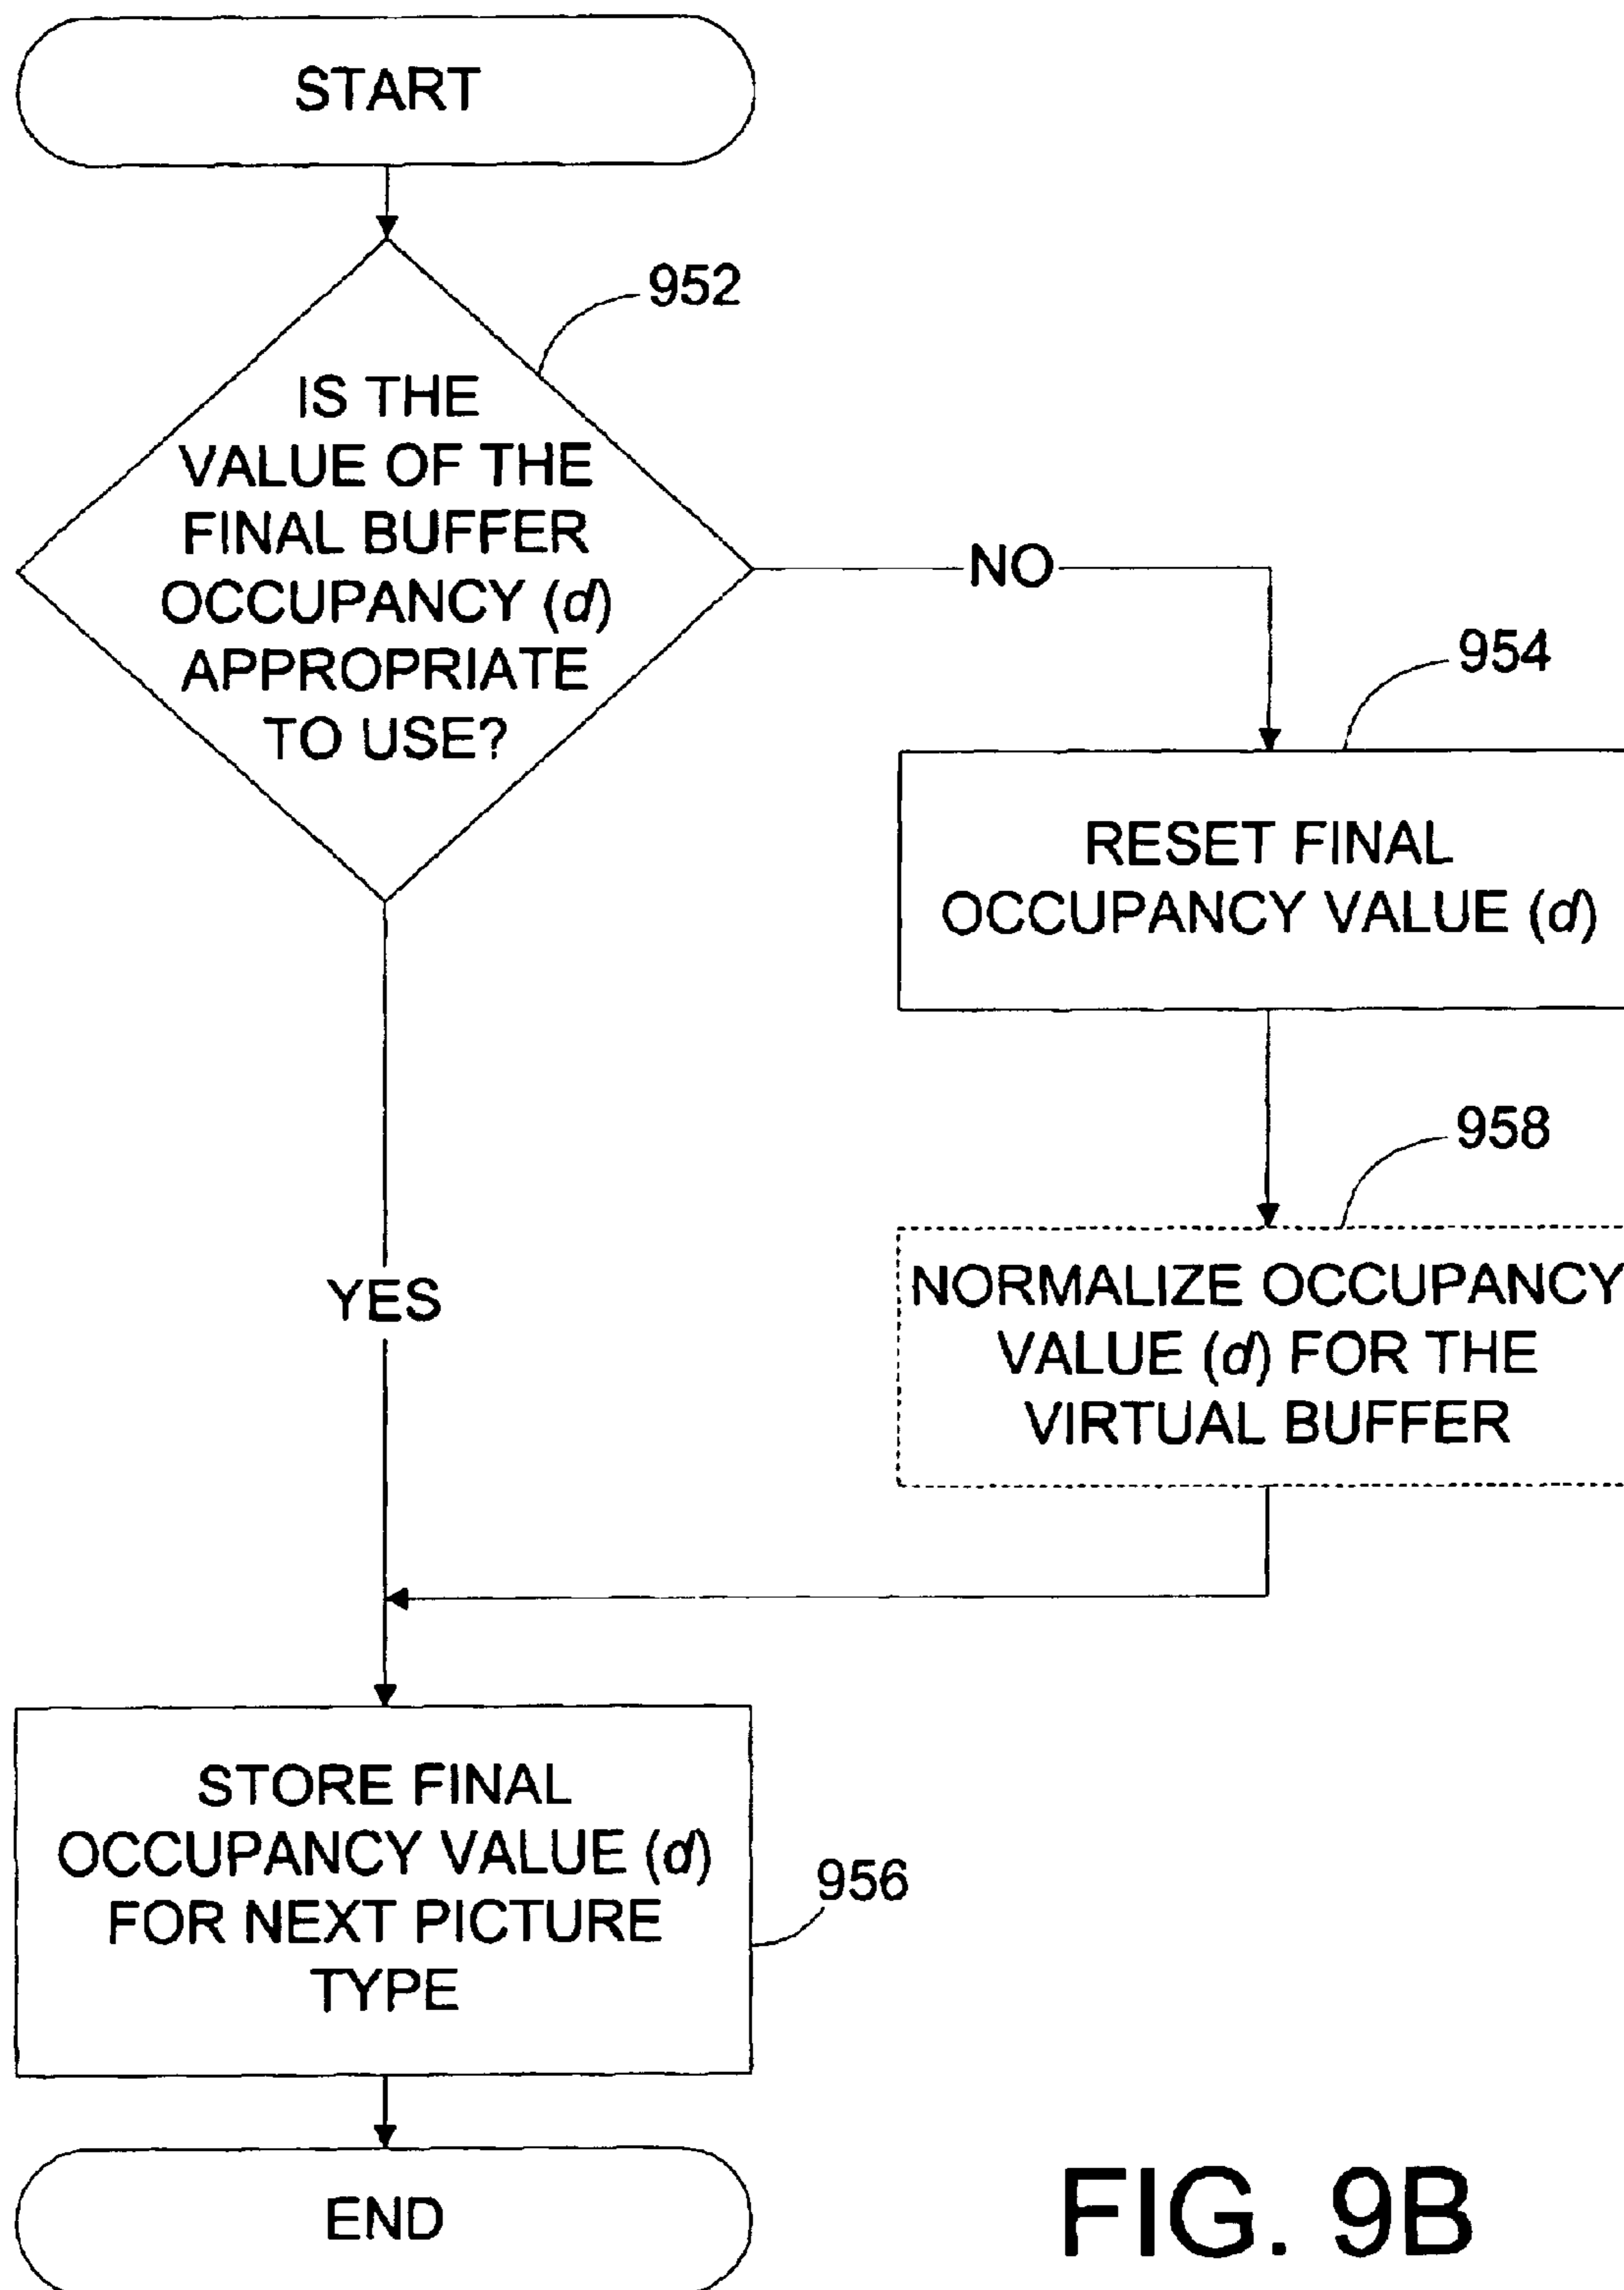 START
952
IS THE
VALUE OF THE
FINAL BUFFER
OCCUPANCY (d)
APPROPRIATE
TO USE?
NO
954
RESET FINAL
OCCUPANCY VALUE (d)
958
NORMALIZE OCCUPANCY
VALUE (d) FOR THE
VIRTUAL BUFFER
YES
STORE FINAL
OCCUPANCY VALUE (d)
FOR NEXT PICTURE
TYPE
956
END
FIG. 9B